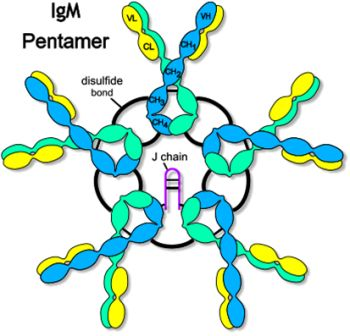 IgM
Pentamer
VL
VH
CL
CH1
CH2
disulfide
bond
CH3
CH4
J chain